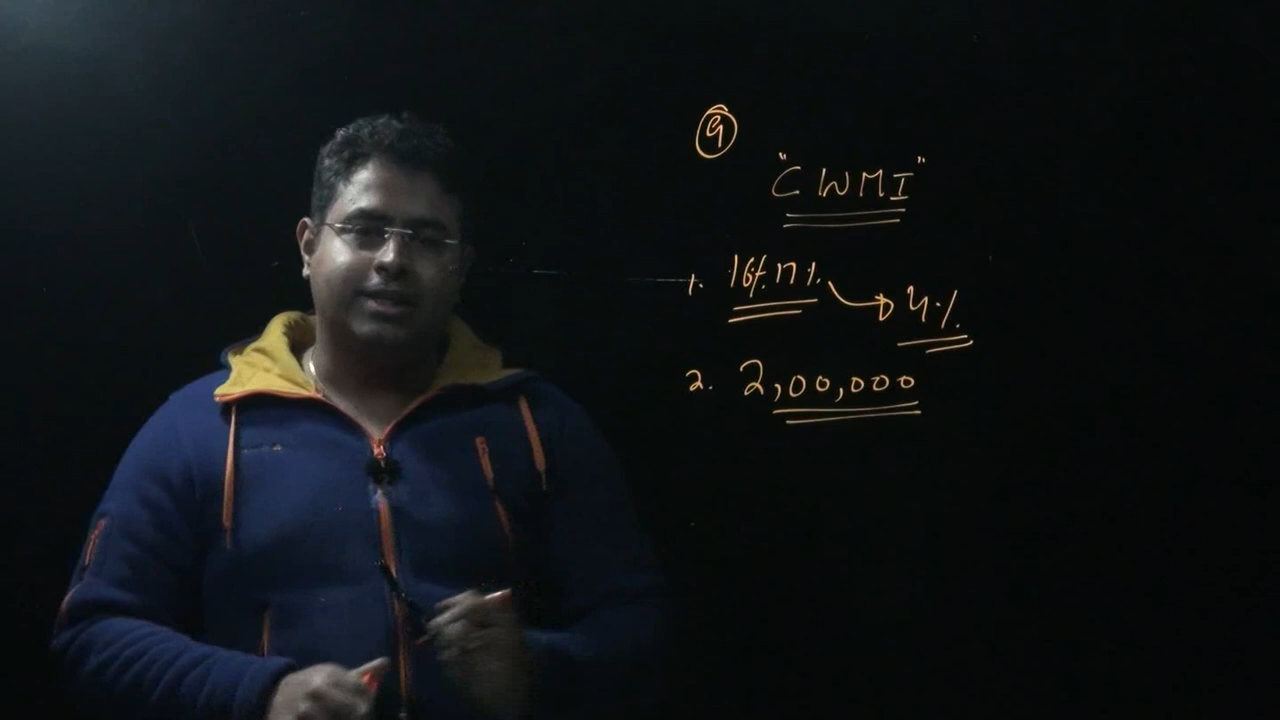 9
"CWMI"
1. 16%. 17%. → 4%.
2. 2,00,000